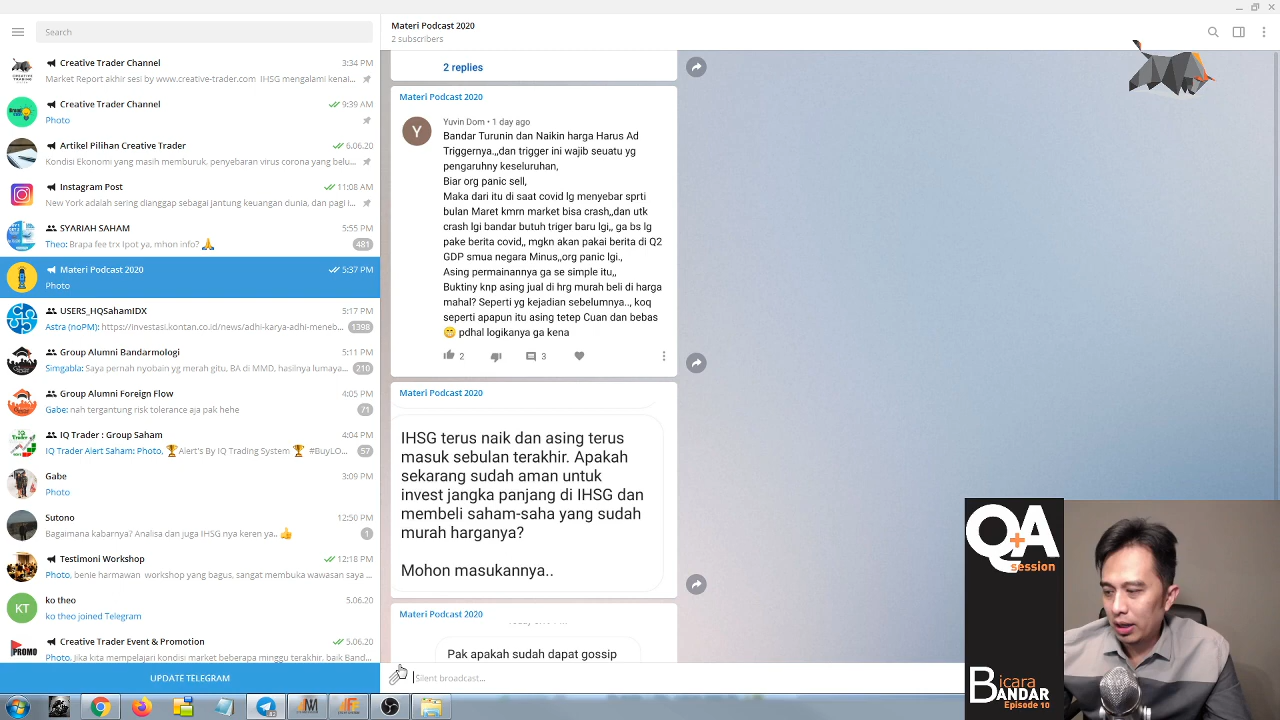 Search
Creative Trader Channel
3:34 PM
Market Report akhir sesi by www.creative-trader.com IHSG mengalami kenai...
Creative Trader Channel
9:39 AM
Photo
Artikel Pilihan Creative Trader
6.06.20
Kondisi Ekonomi yang masih memburuk, penyebaran virus corona yang belu...
Instagram Post
11:08 AM
New York adalah sering dianggap sebagai jantung keuangan dunia, dan pagi i...
SYARIAH SAHAM
5:55 PM
Theo: Brapa fee trx Ipot ya, mhon info? 🙏
481
Materi Podcast 2020
5:37 PM
Photo
USERS_HQSahamIDX
5:17 PM
Astra (noPM): https://investasi.kontan.co.id/news/adhi-karya-adhi-meneb...
1398
Group Alumni Bandarmologi
5:11 PM
Simgabla: Saya pernah nyobain yg merah gitu, BA di MMD, hasilnya lumaya...
210
Group Alumni Foreign Flow
4:05 PM
Gabe: nah tergantung risk tolerance aja pak hehe
71
IQ Trader : Group Saham
4:04 PM
IQ Trader Alert Saham: Photo, 🏆Alert's By IQ Trading System 🏆 #BuyLO...
57
Gabe
3:09 PM
Photo
Sutono
12:50 PM
Bagaimana kabarnya? Analisa dan juga IHSG nya keren ya.. 👍
1
Testimoni Workshop
12:18 PM
Photo, benie harmawan workshop yang bagus, sangat membuka wawasan saya ...
KT
ko theo
5.06.20
ko theo joined Telegram
PROMO
Creative Trader Event & Promotion
5.06.20
Photo. Jika kita mempelajari kondisi market beberapa minggu terakhir, baik Band...
UPDATE TELEGRAM
Materi Podcast 2020
2 subscribers
2 replies
Materi Podcast 2020
Y
Yuvin Dom • 1 day ago
Bandar Turunin dan Naikin harga Harus Ad
Triggernya.,,dan trigger ini wajib seuatu yg
pengaruhny keseluruhan,
Biar org panic sell,
Maka dari itu di saat covid lg menyebar sprti
bulan Maret kmm market bisa crash,,dan utk
crash lgi bandar butuh triger baru lgi,, ga bs lg
pake berita covid,, mgkn akan pakai berita di Q2
GDP smua negara Minus,,org panic lgi.,
Asing permainannya ga se simple itu,,
Buktiny knp asing jual di hrg murah beli di harga
mahal? Seperti yg kejadian sebelumnya.., koq
seperti apapun itu asing tetep Cuan dan bebas
😁 pdhal logikanya ga kena
2
3
Materi Podcast 2020
IHSG terus naik dan asing terus
masuk sebulan terakhir. Apakah
sekarang sudah aman untuk
invest jangka panjang di IHSG dan
membeli saham-saha yang sudah
murah harganya?
Mohon masukannya..
Materi Podcast 2020
Pak apakah sudah dapat gossip
Silent broadcast...
Q+A
session
Bicara
BANDAR
Episode 10